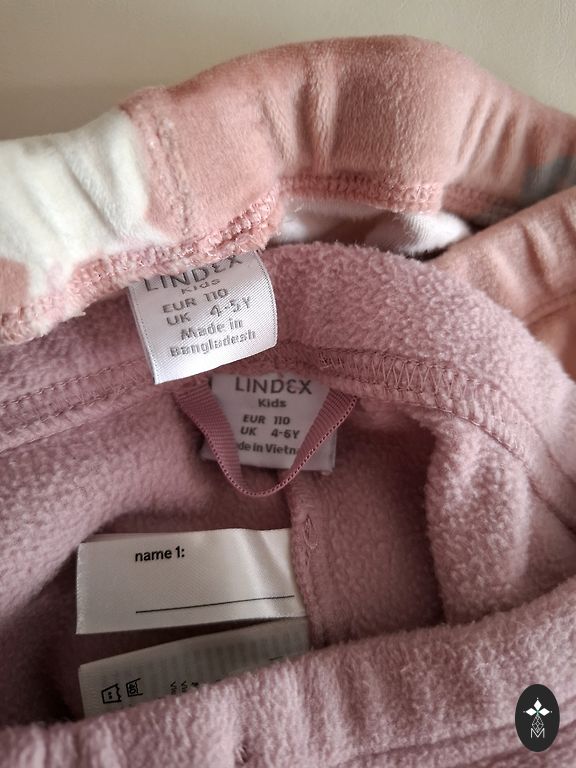 LINDEX
Kids
EUR 110
UK 4-5Y
Made in
Bangladesh
LINDEX
Kids
EUR 110
UK 4-6Y
de in Vietn
name 1: